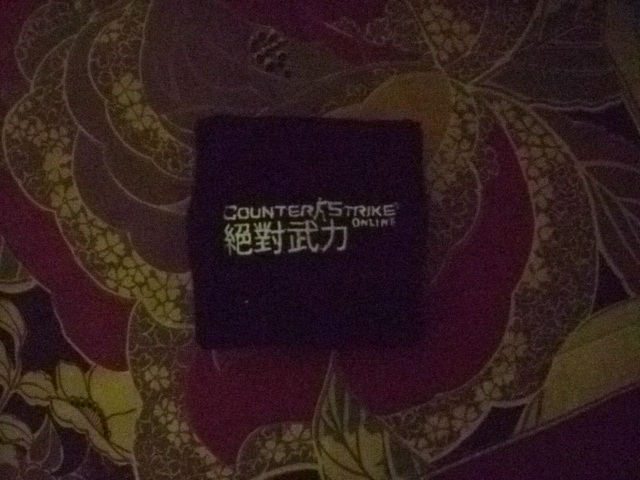 COUNTER STRIKE
ONLINE
絕對武力